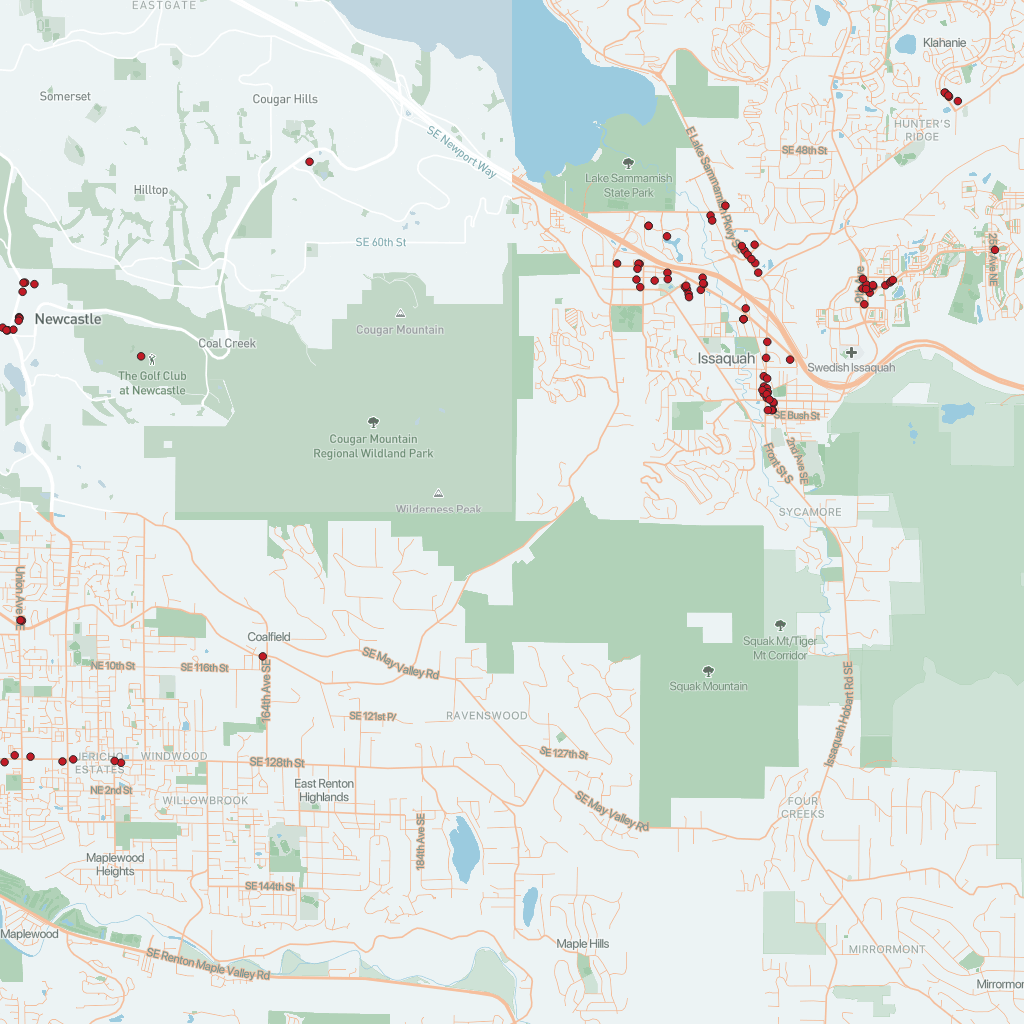 EASTGATE
Klahanie
Somerset
Cougar Hills
HUNTER'S
RIDGE
SE Newport Way
E Lake Sammamish Pkwy SE
SE 48th St
Lake Sammamish
State Park
Hilltop
SE 60th St
Newcastle
Cougar Mountain
Coal Creek
Issaquah
Swedish Issaquah
The Golf Club
at Newcastle
SE Bush St
Cougar Mountain
Regional Wildland Park
Front St S
2nd Ave SE
Wilderness Peak
SYCAMORE
Coalfield
SE May Valley Rd
Squak Mt/Tiger
Mt Corridor
NE 10th St
SE 116th St
164th Ave SE
Squak Mountain
SE 121st Pl
RAVENSWOOD
Issaquah Hobart Rd SE
JERICHO
ESTATES
WINDWOOD
SE 128th St
SE 127th St
NE 2nd St
WILLOWBROOK
East Renton
Highlands
SE May Valley Rd
FOUR
CREEKS
184th Ave SE
Maplewood
Heights
SE 144th St
Maplewood
Maple Hills
MIRRORMONT
SE Renton Maple Valley Rd